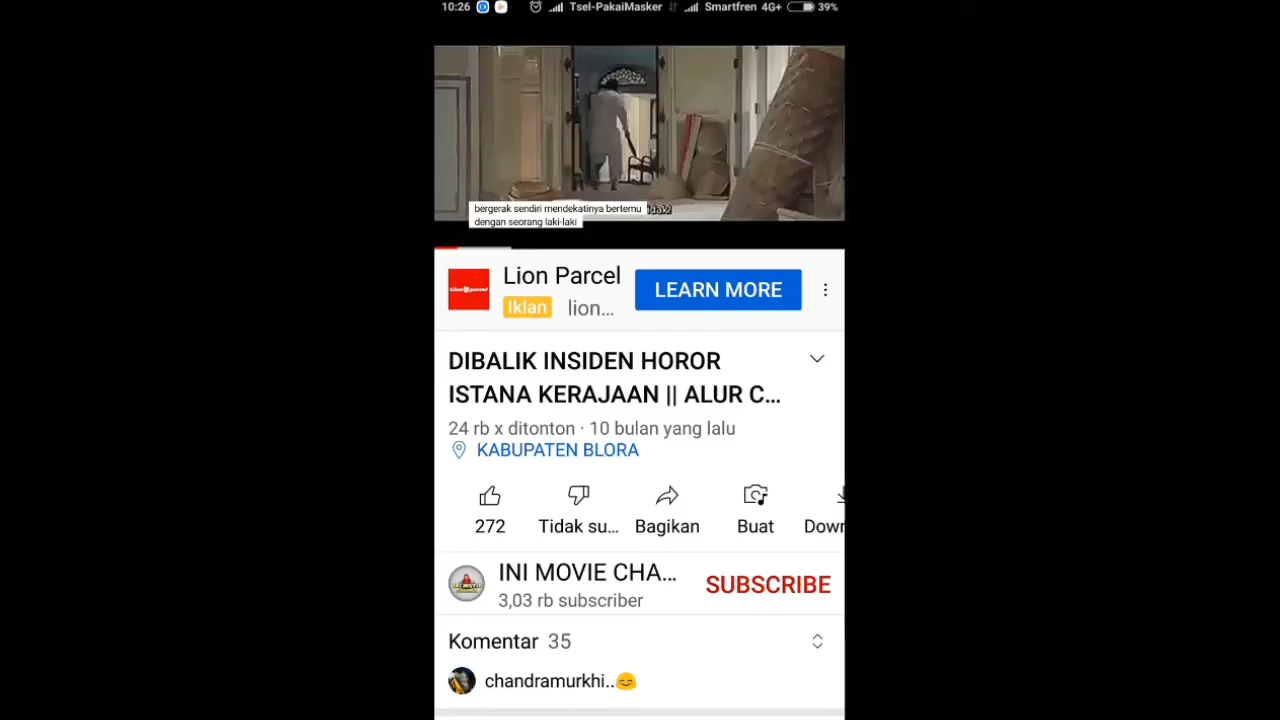 10:26 Tsel-PakaiMasker Smartfren 4G+ 39%
bergerak sendiri mendekatinya bertemu
dengan seorang laki-laki
Lion Parcel
LEARN MORE
Iklan lion...
DIBALIK INSIDEN HOROR
ISTANA KERAJAAN || ALUR C...
24 rb x ditonton · 10 bulan yang lalu
KABUPATEN BLORA
272 Tidak su... Bagikan Buat Down
INI MOVIE CHA...
3,03 rb subscriber
SUBSCRIBE
Komentar 35
chandramurkhi..🤗